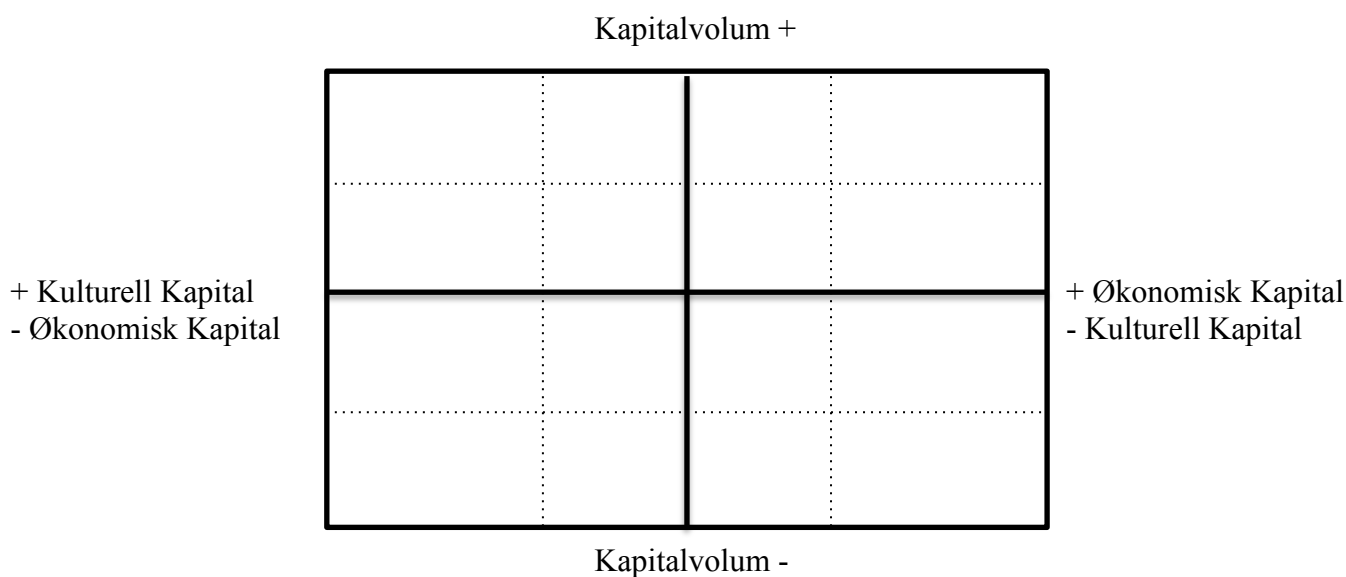 Kapitalvolum +
+ Kulturell Kapital
- Økonomisk Kapital
+ Økonomisk Kapital
- Kulturell Kapital
Kapitalvolum -